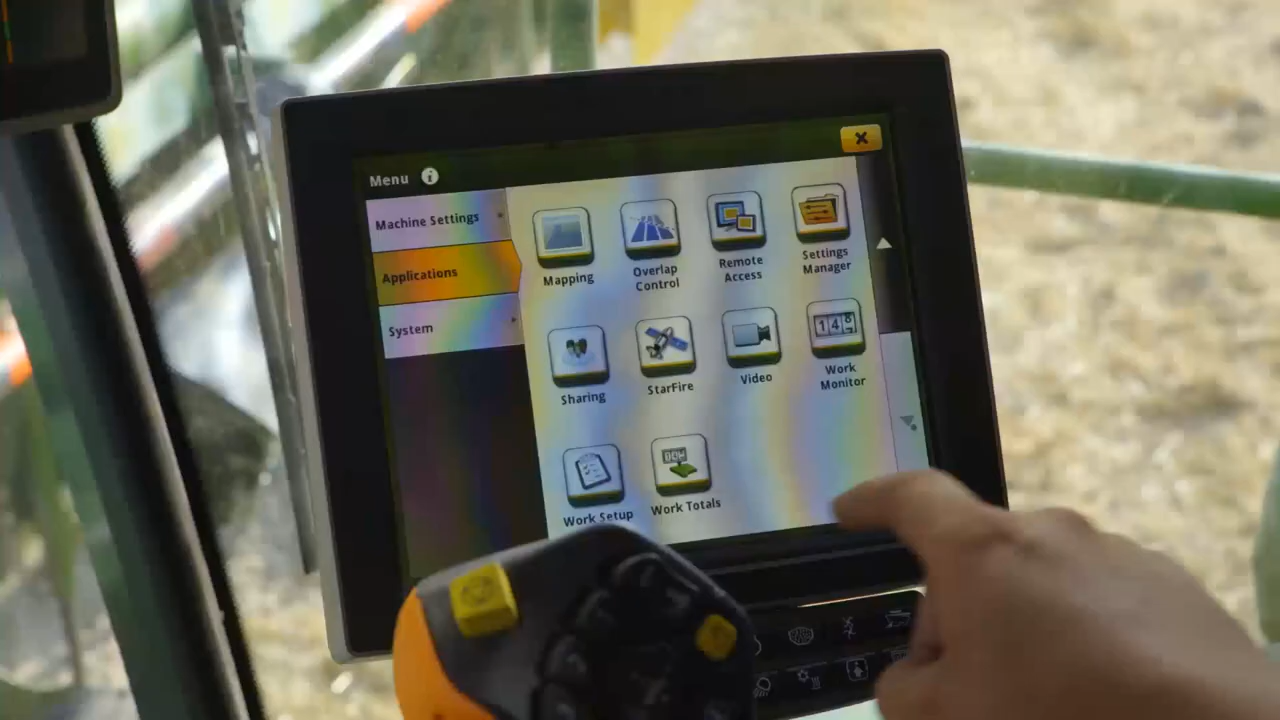 Menu
Machine Settings
Applications
System
Mapping
Overlap
Control
Remote
Access
Settings
Manager
Sharing
StarFire
Video
148
Work
Monitor
Work Setup
Work Totals